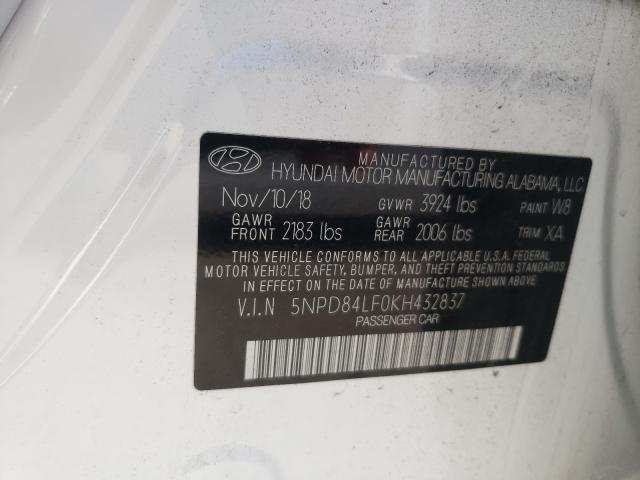 MANUFACTURED BY
HYUNDAI MOTOR MANUFACTURING ALABAMA, LLC
Nov/10/18 GVWR 3924 lbs PAINT W8
GAWR FRONT 2183 lbs GAWR REAR 2006 lbs TRIM XA
THIS VEHICLE CONFORMS TO ALL APPLICABLE U.S.A. FEDERAL
MOTOR VEHICLE SAFETY, BUMPER, AND THEFT PREVENTION STANDARDS
IN EFFECT ON THE DATE OF MANUFACTURE SHOWN ABOVE
V.I.N 5NPD84LF0KH432837
PASSENGER CAR